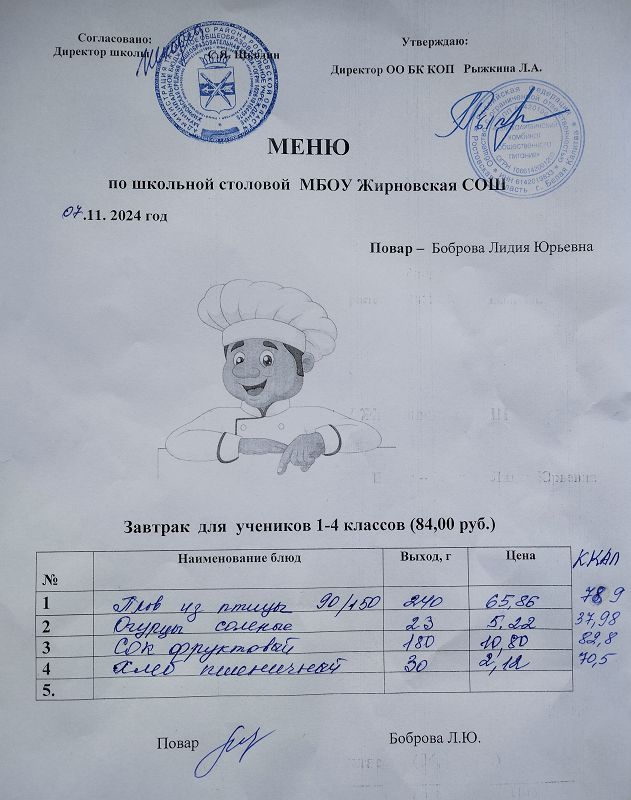 Согласовано:
Утверждаю:
Директор школы С.Я. Шкодин
Директор ОО БК КОП Рыжкина Л.А.
МЕНЮ
по школьной столовой МБОУ Жирновская СОШ
07.11. 2024 год
Повар – Боброва Лидия Юрьевна
Завтрак для учеников 1-4 классов (84,00 руб.)
№ Наименование блюд Выход, г Цена ККАЛ
1 Плов из птицы 90/150 240 65,86
2 Огурцы соленые 23 5,22 37,98
3 Сок фруктовый 180 10,80 82,8
4 Хлеб пшеничный 30 2,12 70,5
5.
Повар Боброва Л.Ю.